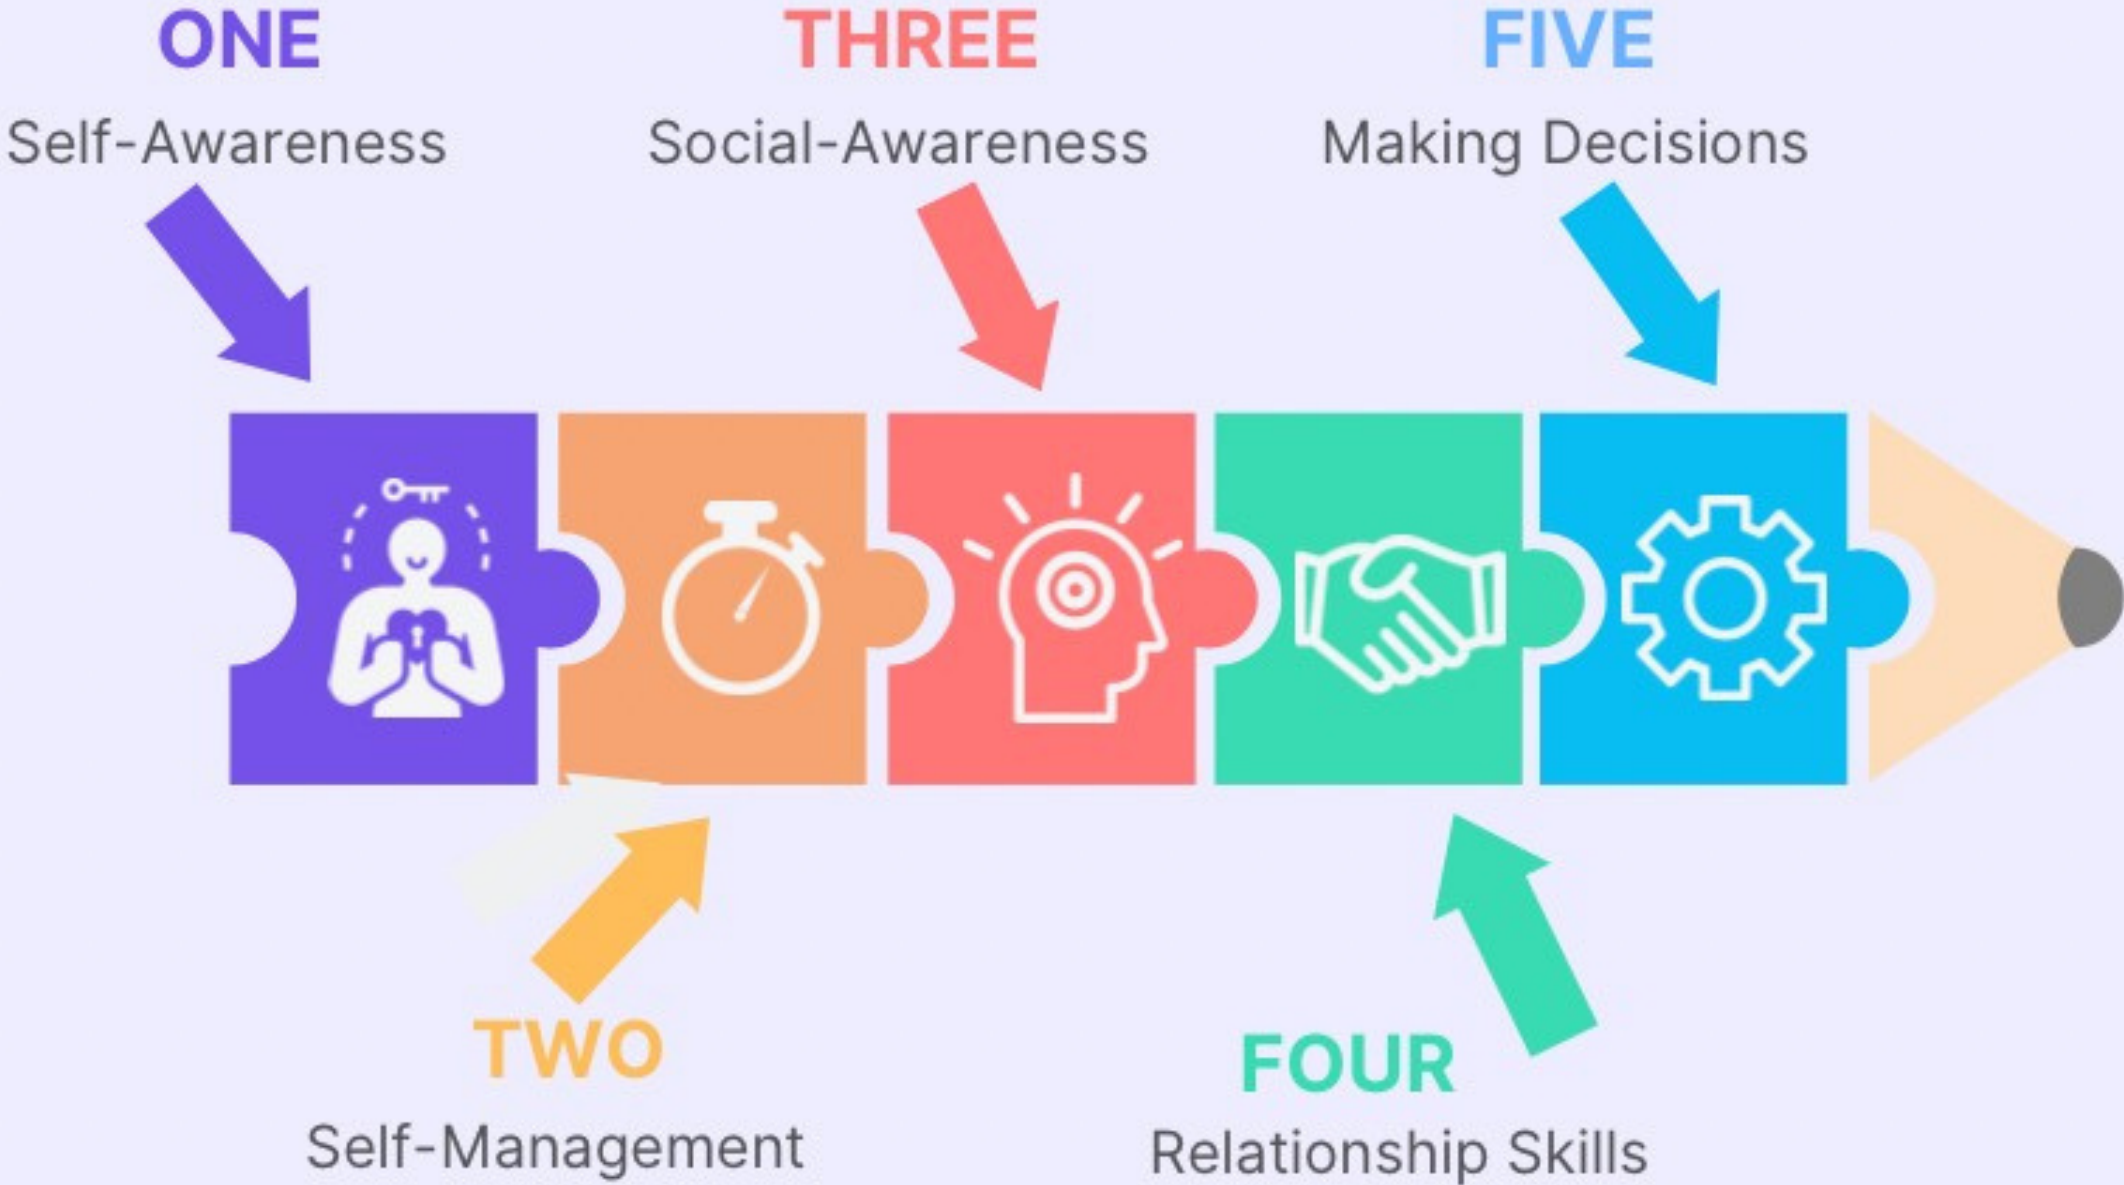 ONE
Self-Awareness
THREE
Social-Awareness
FIVE
Making Decisions
TWO
Self-Management
FOUR
Relationship Skills